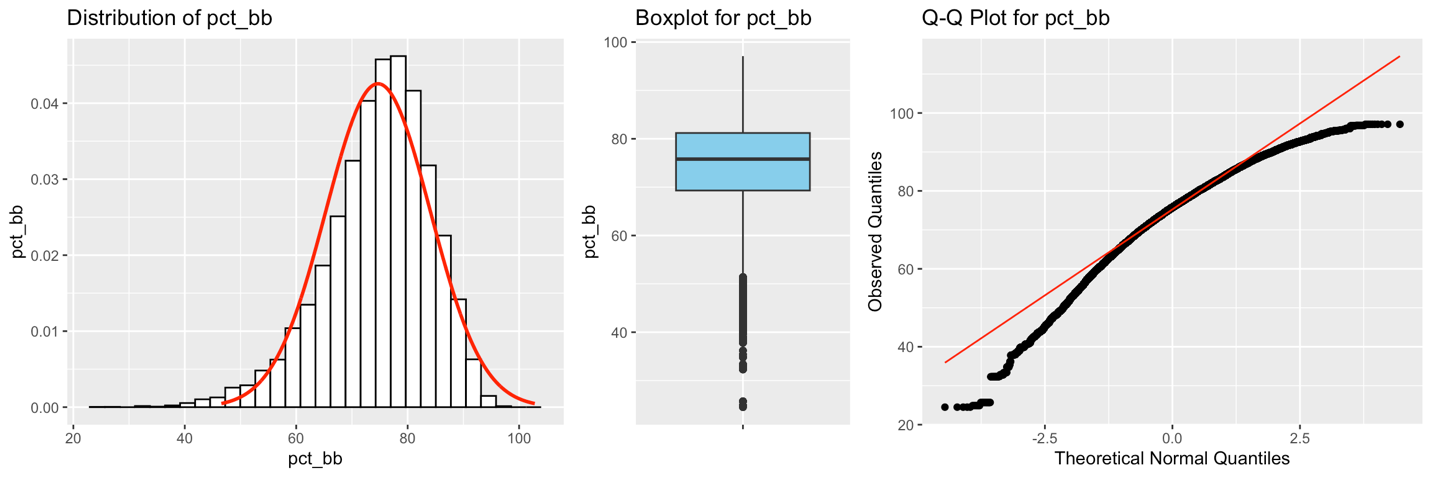 Distribution of pct_bb
pct_bb
0.04
0.03
0.02
0.01
0.00
20 40 60 80 100
pct_bb
Boxplot for pct_bb
pct_bb
100
80
60
40
Q-Q Plot for pct_bb
Observed Quantiles
100
80
60
40
20
-2.5 0.0 2.5
Theoretical Normal Quantiles